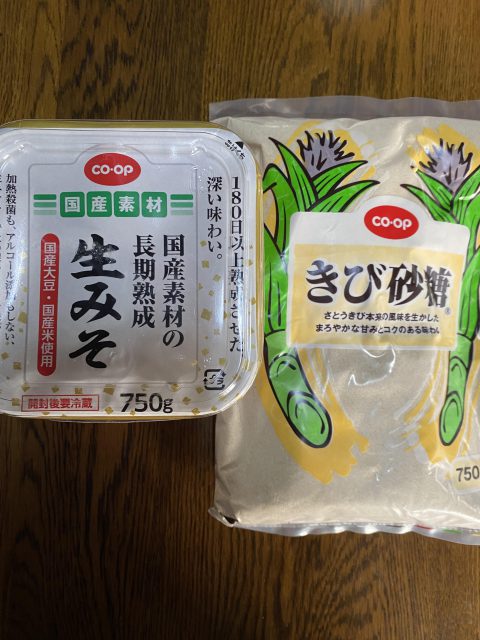 CO·OP
国産素材
180日以上熟成させた
深い味わい。
国産素材の
長期熟成
生みそ
国産大豆・国産米使用
加熱殺菌も、アルコール添加もしない、
開封後要冷蔵
750g
CO·OP
きび砂糖®
さとうきび本来の風味を生かした
まろやかな甘みとコクのある味わい
750